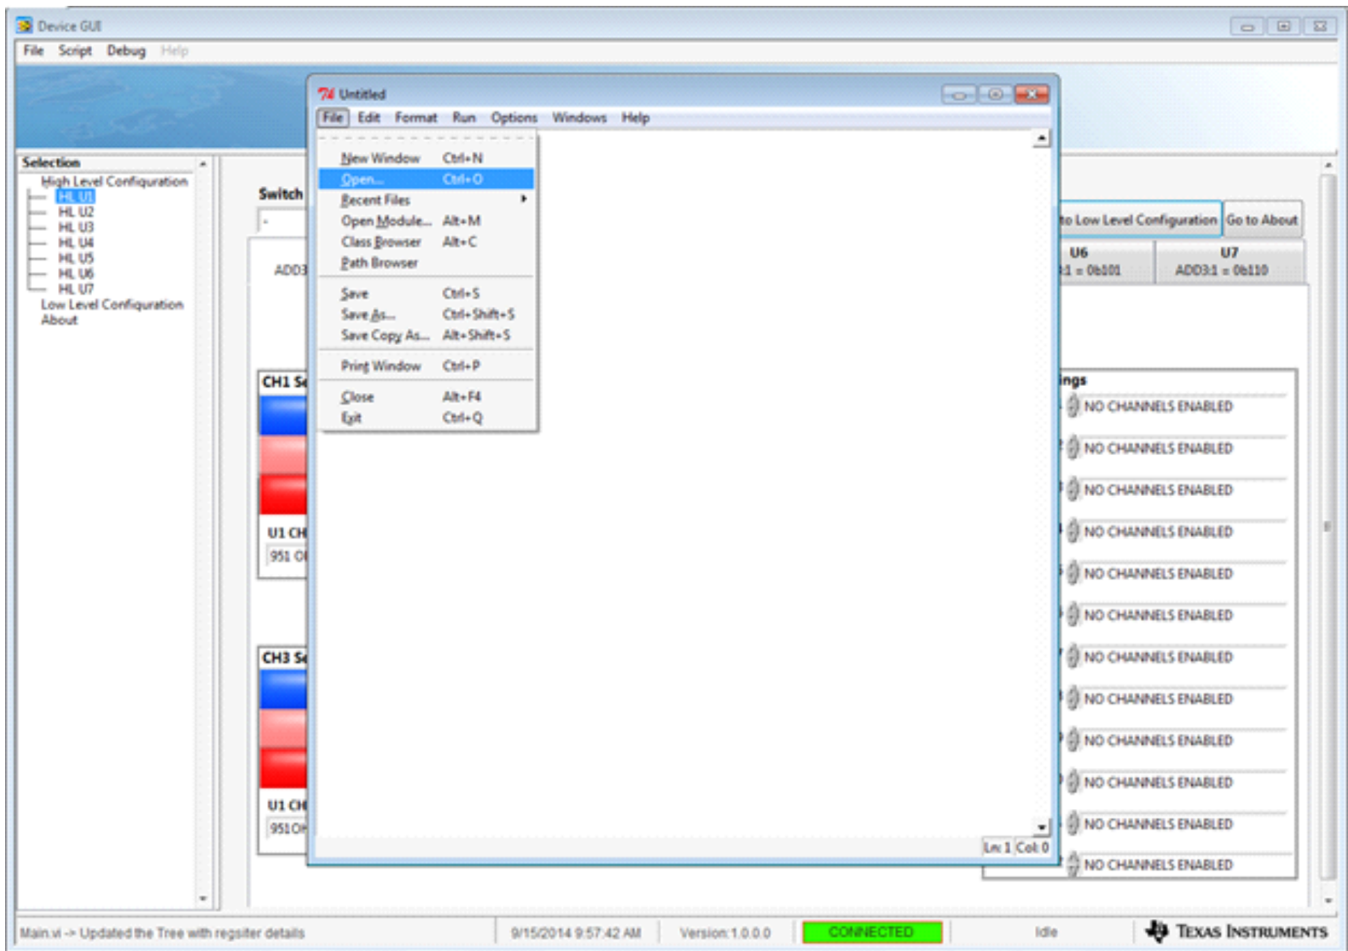 Device GUI
File Script Debug Help
Untitled
File Edit Format Run Options Windows Help
New Window Ctrl+N
Open... Ctrl+O
Recent Files
Open Module... Alt+M
Class Browser Alt+C
Path Browser
Save Ctrl+S
Save As... Ctrl+Shift+S
Save Copy As... Alt+Shift+S
Print Window Ctrl+P
Close Alt+F4
Exit Ctrl+Q
Ln: 1 Col: 0
Selection
High Level Configuration
HL U1
HL U2
HL U3
HL U4
HL U5
HL U6
HL U7
Low Level Configuration
About
Switch
to Low Level Configuration Go to About
ADD3
U6
:1 = 0b101
U7
ADD3:1 = 0b110
CH1 Se
U1 CH
951 O
CH3 Se
U1 CH
951OH
ings
NO CHANNELS ENABLED
NO CHANNELS ENABLED
NO CHANNELS ENABLED
NO CHANNELS ENABLED
NO CHANNELS ENABLED
NO CHANNELS ENABLED
NO CHANNELS ENABLED
NO CHANNELS ENABLED
NO CHANNELS ENABLED
NO CHANNELS ENABLED
NO CHANNELS ENABLED
NO CHANNELS ENABLED
Main.vi -> Updated the Tree with regsiter details 9/15/2014 9:57:42 AM Version:1.0.0.0 CONNECTED Idle TEXAS INSTRUMENTS